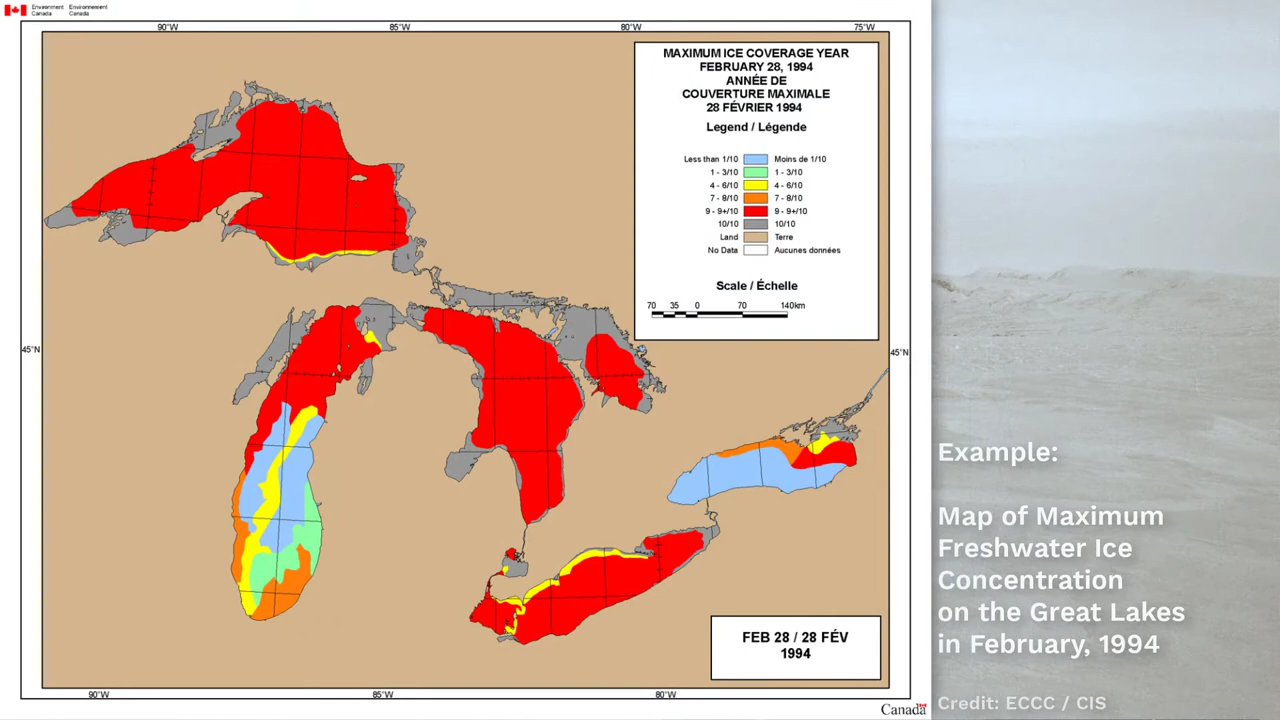 Environment Environnement
Canada Canada
90°W 85°W 80°W 75°W
MAXIMUM ICE COVERAGE YEAR
FEBRUARY 28, 1994
ANNÉE DE
COUVERTURE MAXIMALE
28 FÉVRIER 1994
Legend / Légende
Less than 1/10 Moins de 1/10
1 - 3/10 1 - 3/10
4 - 6/10 4 - 6/10
7 - 8/10 7 - 8/10
9 - 9+/10 9 - 9+/10
10/10 10/10
Land Terre
No Data Aucunes données
Scale / Échelle
70 35 0 70 140km
45°N 45°N
FEB 28 / 28 FÉV
1994
90°W 85°W 80°W
Canada
Example:
Map of Maximum
Freshwater Ice
Concentration
on the Great Lakes
in February, 1994
Credit: ECCC / CIS